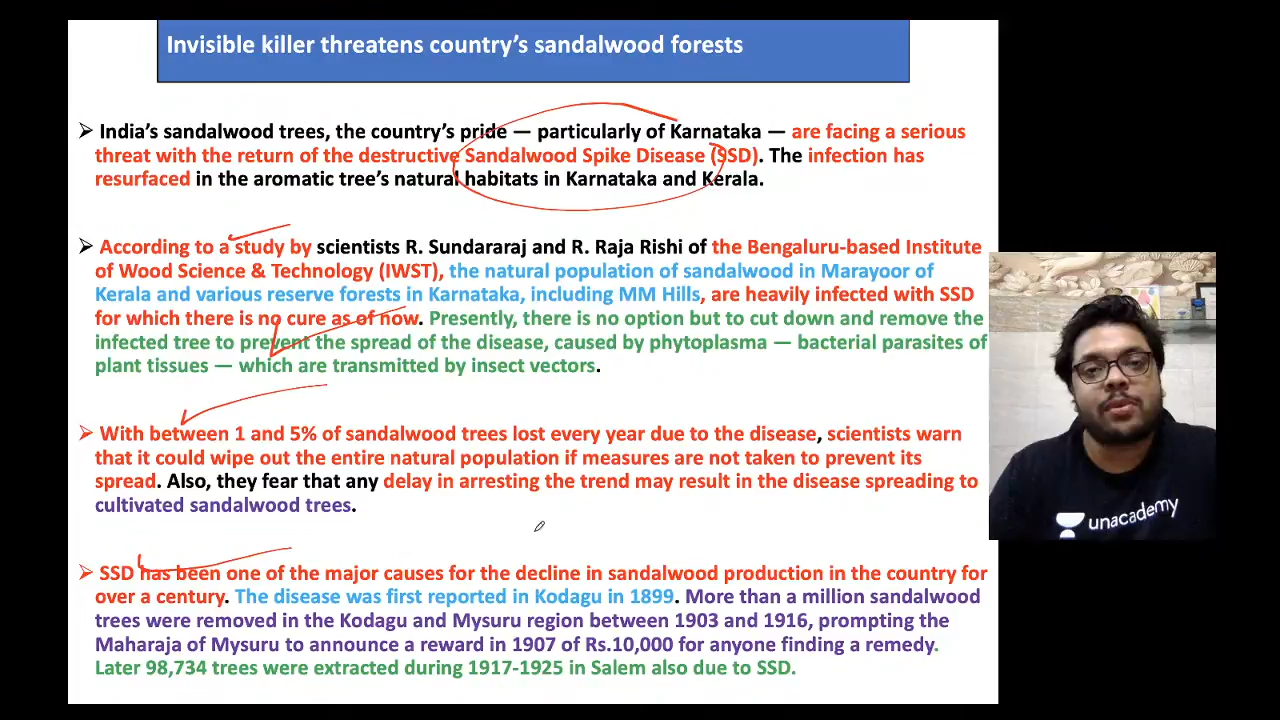 Invisible killer threatens country's sandalwood forests
➢ India's sandalwood trees, the country's pride — particularly of Karnataka — are facing a serious
threat with the return of the destructive Sandalwood Spike Disease (SSD). The infection has
resurfaced in the aromatic tree's natural habitats in Karnataka and Kerala.
➢ According to a study by scientists R. Sundararaj and R. Raja Rishi of the Bengaluru-based Institute
of Wood Science & Technology (IWST), the natural population of sandalwood in Marayoor of
Kerala and various reserve forests in Karnataka, including MM Hills, are heavily infected with SSD
for which there is no cure as of now. Presently, there is no option but to cut down and remove the
infected tree to prevent the spread of the disease, caused by phytoplasma — bacterial parasites of
plant tissues — which are transmitted by insect vectors.
➢ With between 1 and 5% of sandalwood trees lost every year due to the disease, scientists warn
that it could wipe out the entire natural population if measures are not taken to prevent its
spread. Also, they fear that any delay in arresting the trend may result in the disease spreading to
cultivated sandalwood trees.
➢ SSD has been one of the major causes for the decline in sandalwood production in the country for
over a century. The disease was first reported in Kodagu in 1899. More than a million sandalwood
trees were removed in the Kodagu and Mysuru region between 1903 and 1916, prompting the
Maharaja of Mysuru to announce a reward in 1907 of Rs.10,000 for anyone finding a remedy.
Later 98,734 trees were extracted during 1917-1925 in Salem also due to SSD.
unacademy